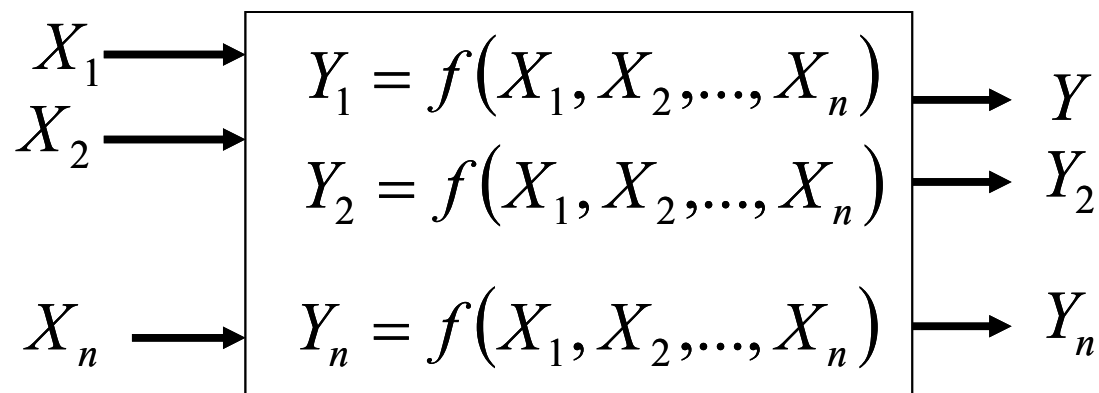 X₁ Y₁ = f(X₁, X₂,..., Xₙ) Y
X₂ Y₂ = f(X₁, X₂,..., Xₙ) Y₂
Xₙ Yₙ = f(X₁, X₂,..., Xₙ) Yₙ